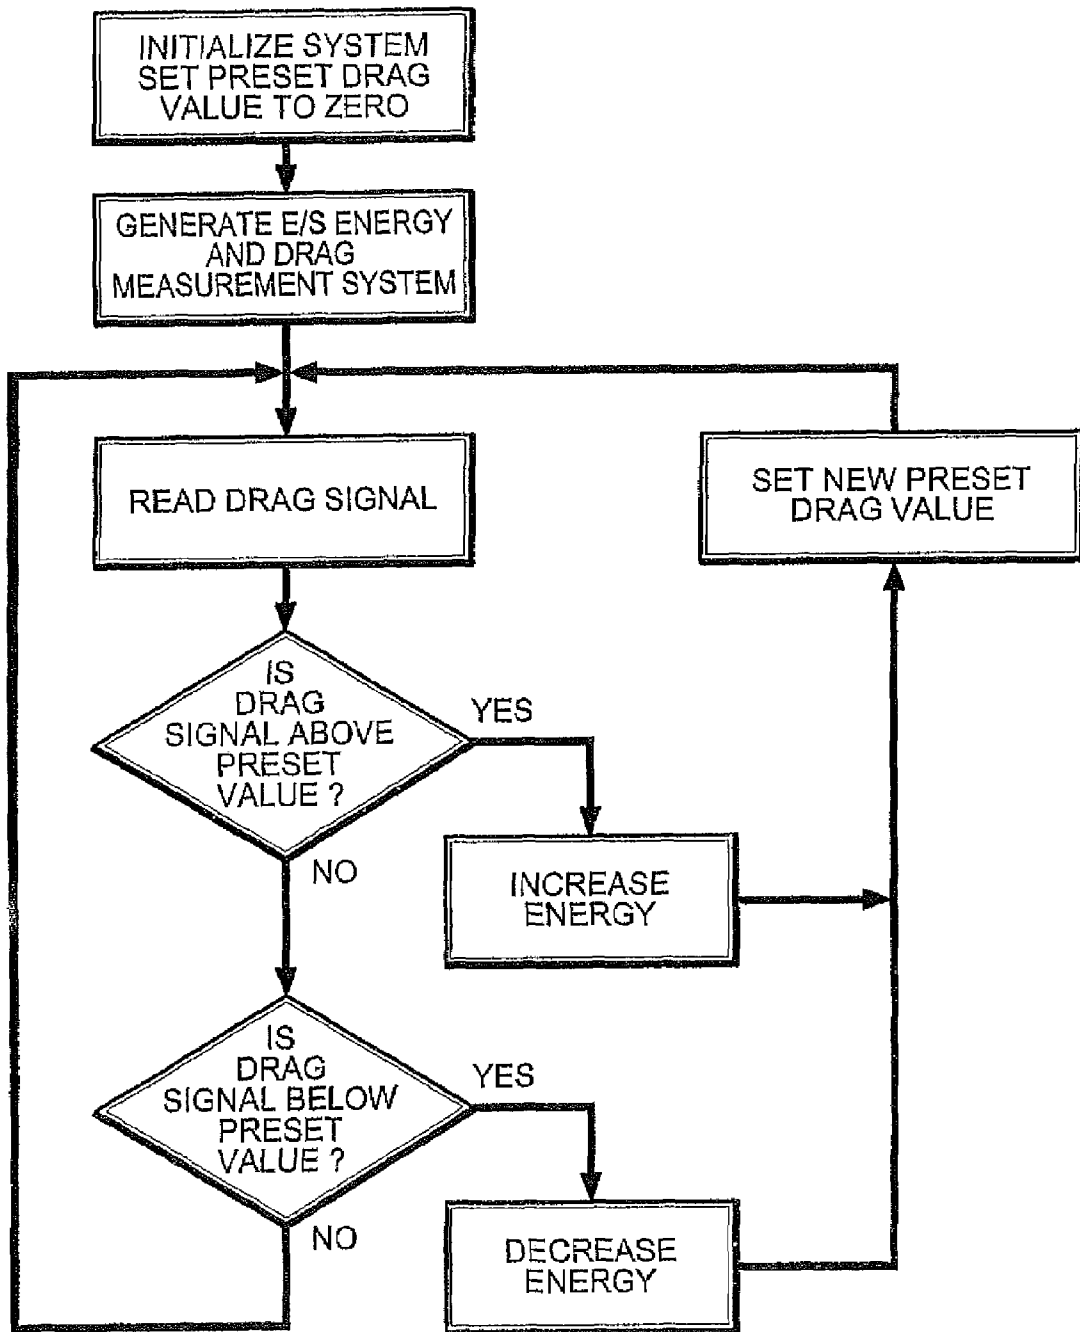 INITIALIZE SYSTEM
SET PRESET DRAG
VALUE TO ZERO
GENERATE E/S ENERGY
AND DRAG
MEASUREMENT SYSTEM
READ DRAG SIGNAL
SET NEW PRESET
DRAG VALUE
IS
DRAG
SIGNAL ABOVE
PRESET
VALUE ?
YES
NO
INCREASE
ENERGY
IS
DRAG
SIGNAL BELOW
PRESET
VALUE ?
YES
NO
DECREASE
ENERGY